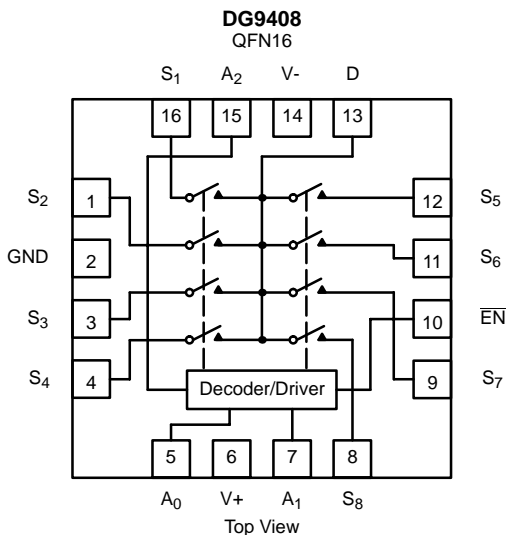 DG9408
QFN16
S₁ A₂ V- D
16 15 14 13
S₂ 1 12 S₅
GND 2 11 S₆
S₃ 3 10 E̅N̅
S₄ 4 9 S₇
Decoder/Driver
5 6 7 8
A₀ V+ A₁ S₈
Top View